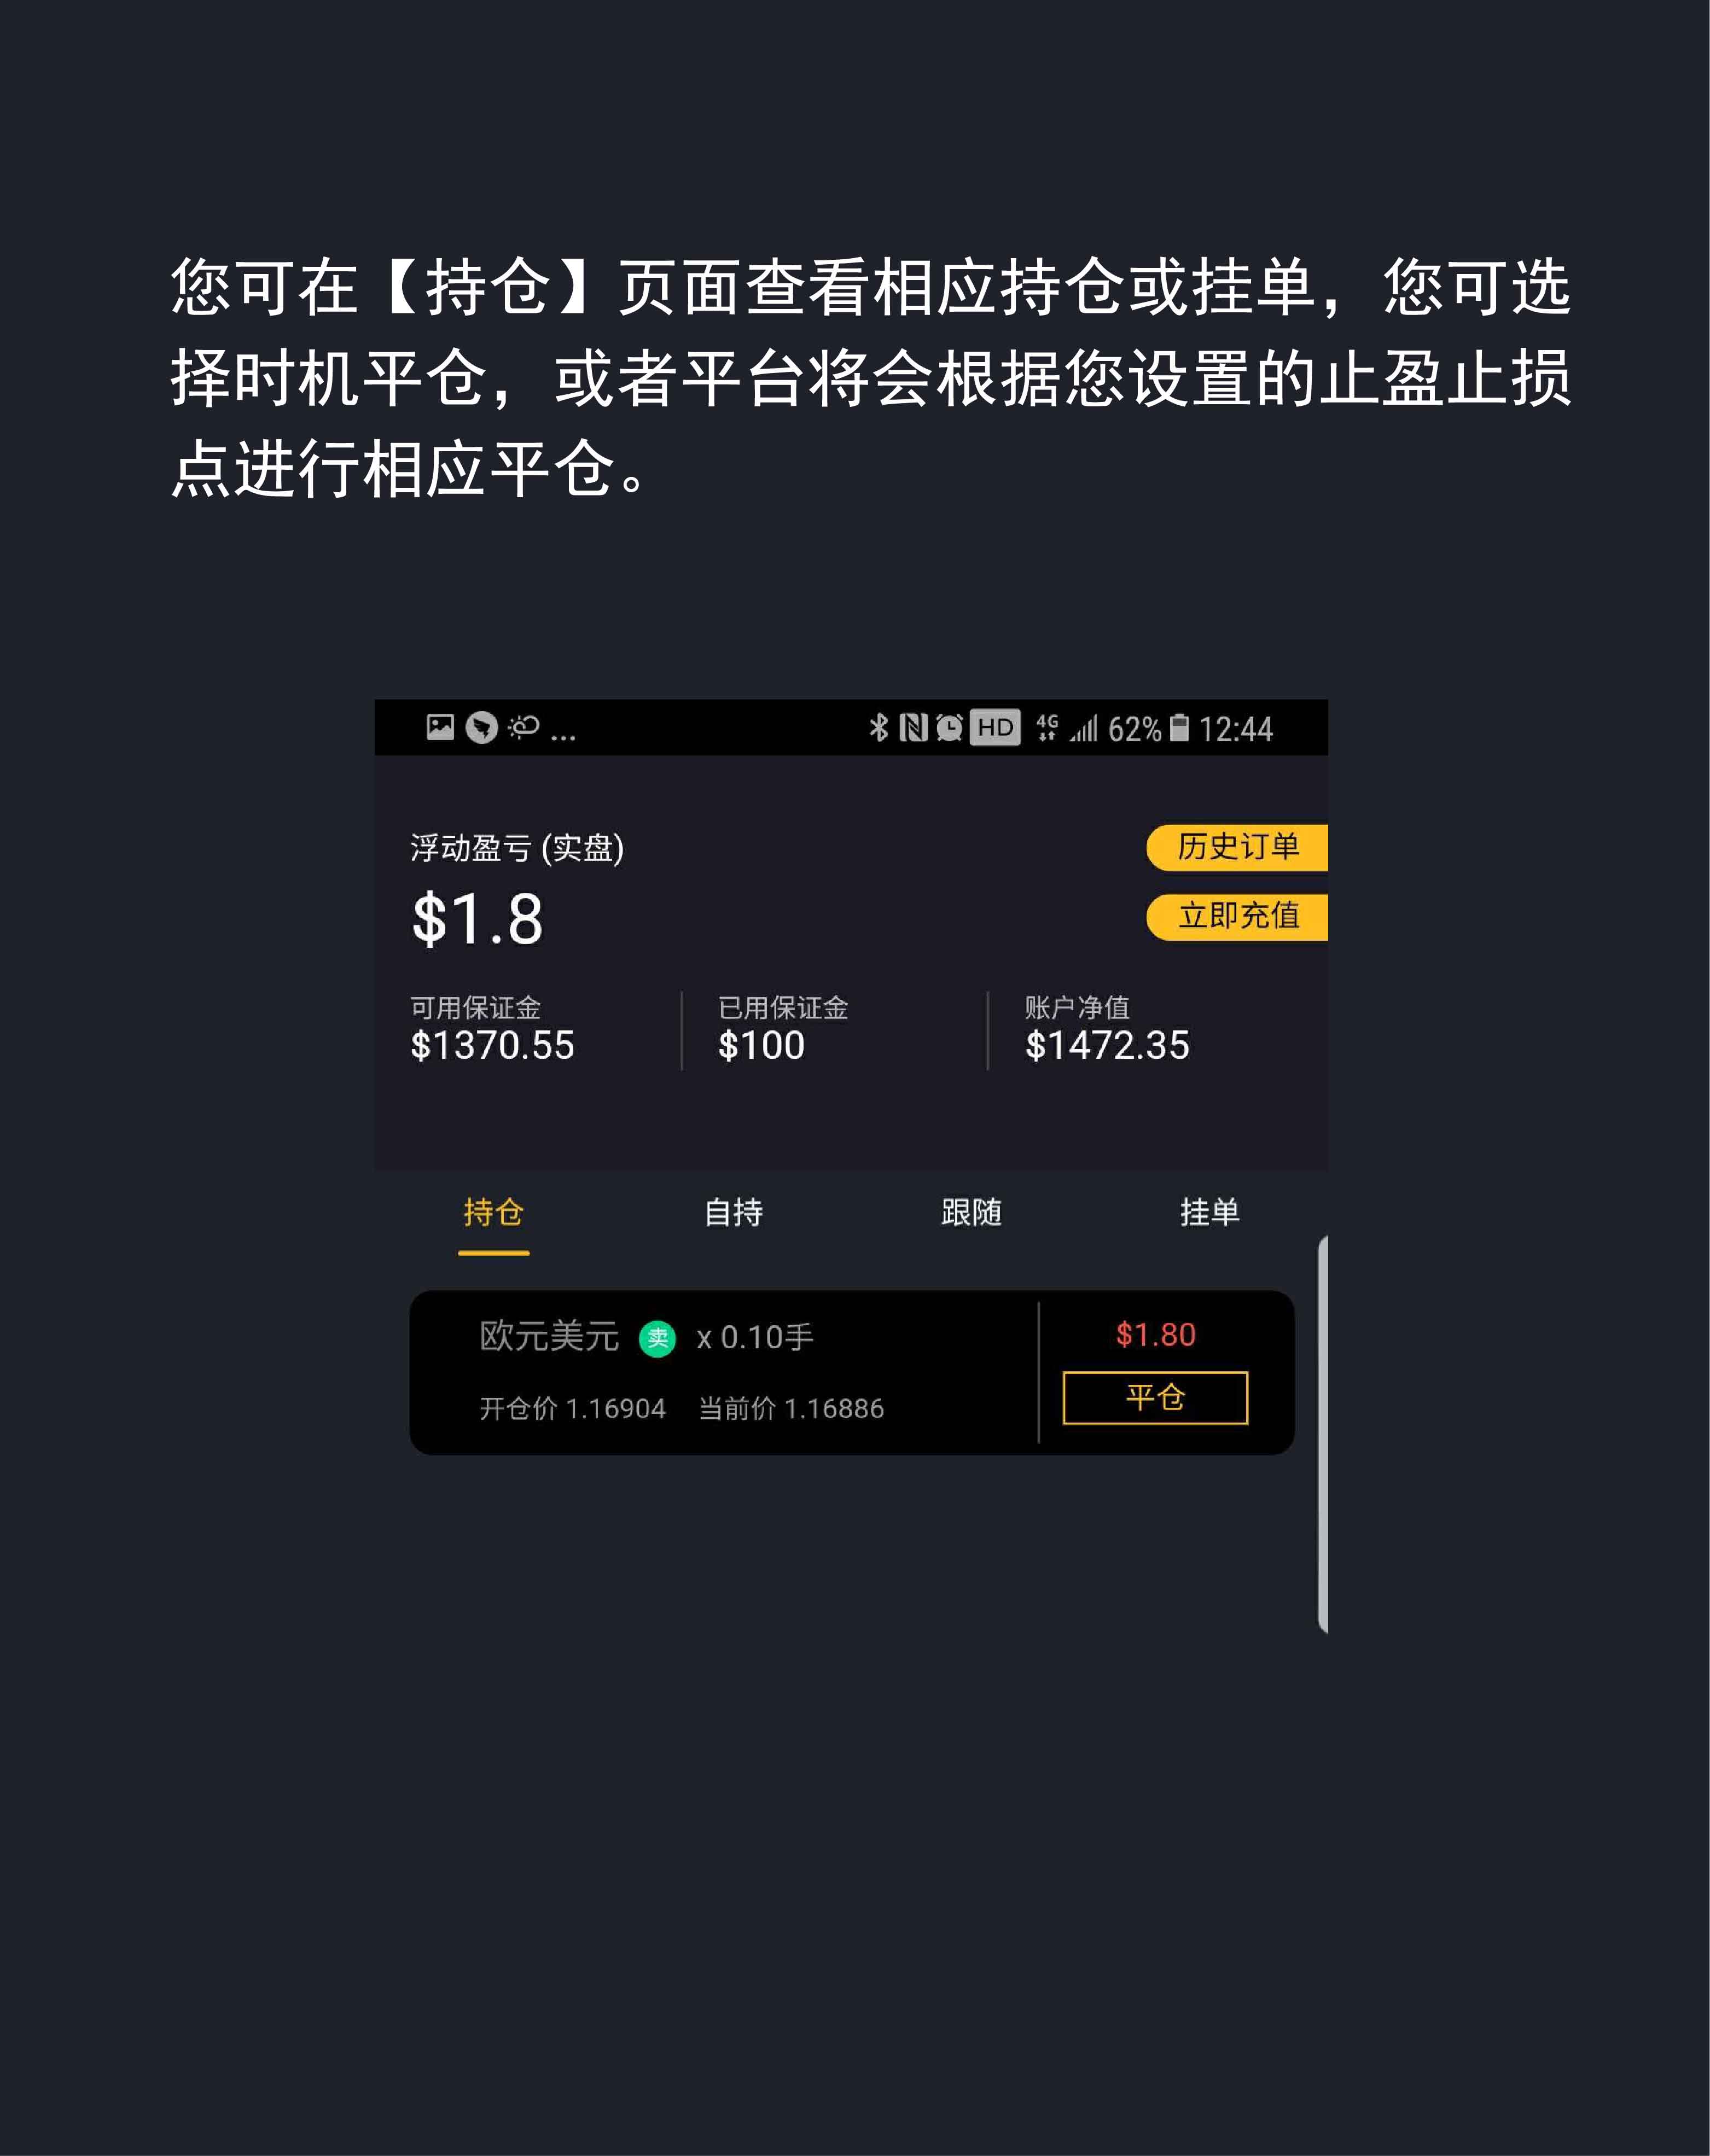 您可在【持仓】页面查看相应持仓或挂单，您可选
择时机平仓，或者平台将会根据您设置的止盈止损
点进行相应平仓。
... HD 4G 62% 12:44
浮动盈亏 (实盘)
历史订单
$1.8
立即充值
可用保证金 已用保证金 账户净值
$1370.55 $100 $1472.35
持仓 自持 跟随 挂单
欧元美元 卖 x 0.10手 $1.80
平仓
开仓价 1.16904 当前价 1.16886